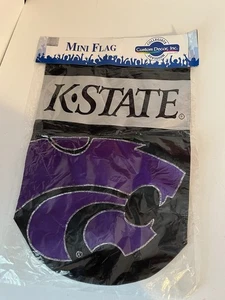 MINI FLAG
Custom Decor, Inc.
K·STATE®